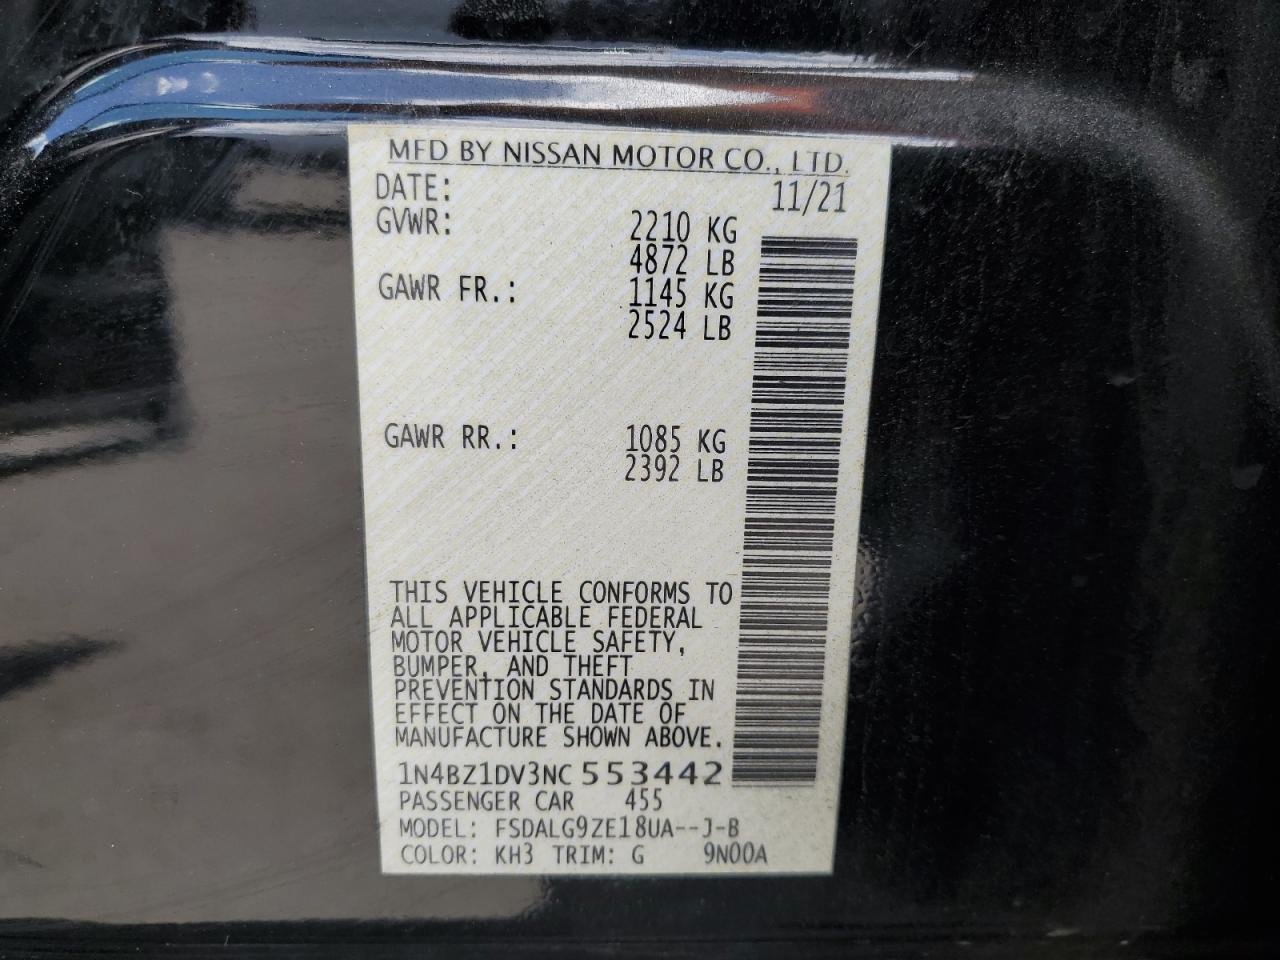 MFD BY NISSAN MOTOR CO., LTD.
DATE: 11/21
GVWR: 2210 KG
4872 LB
GAWR FR.: 1145 KG
2524 LB
GAWR RR.: 1085 KG
2392 LB
THIS VEHICLE CONFORMS TO
ALL APPLICABLE FEDERAL
MOTOR VEHICLE SAFETY,
BUMPER, AND THEFT
PREVENTION STANDARDS IN
EFFECT ON THE DATE OF
MANUFACTURE SHOWN ABOVE.
1N4BZ1DV3NC553442
PASSENGER CAR 455
MODEL: FSDALG9ZE18UA--J-B
COLOR: KH3 TRIM: G 9N00A